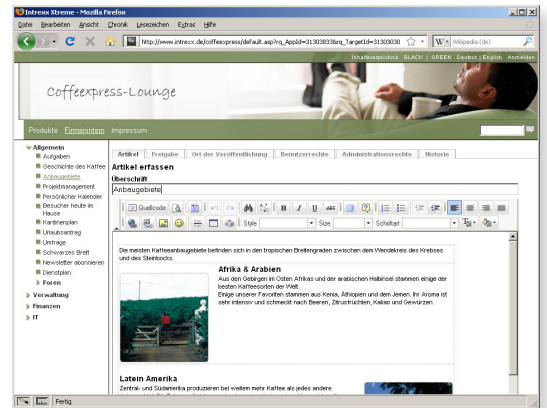 Intrexx Xtreme - Mozilla Firefox
Datei Bearbeiten Ansicht Chronik Lesezeichen Extras Hilfe
http://www.intrexx.de/coffeexpress/default.asp?rq_AppId=31303833&rq_TargetId=31303030
Wikipedia (de)
Inhaltsverzeichnis BLACK | GREEN Deutsch | English Anmelden
Coffeexpress-Lounge
Produkte Firmenintern Impressum
Allgemein
Aufgaben
Geschichte des Kaffee
Anbaugebiete
Projektmanagement
Persönlicher Kalender
Besucher heute im
Hause
Kantinenplan
Urlaubsantrag
Umfrage
Schwarzes Brett
Newsletter abonnieren
Dienstplan
Foren
Verwaltung
Finanzen
IT
Artikel Freigabe Ort der Veröffentlichung Benutzerrechte Administrationsrechte Historie
Artikel erfassen
Überschrift
Anbaugebiete
Quellcode
Style Size Schriftart
Die meisten Kaffeeanbaugebiete befinden sich in den tropischen Breitengraden zwischen dem Wendekreis des Krebses
und des Steinbocks.
Afrika & Arabien
Aus den Gebirgen im Osten Afrikas und der arabischen Halbinsel stammen einige der
besten Kaffeesorten der Welt.
Einige unserer Favoriten stammen aus Kenia, Äthiopien und dem Jemen. Ihr Aroma ist
sehr intensiv und schmeckt nach Beeren, Zitrusfrüchten, Kakao und Gewürzen.
Latein Amerika
Zentral- und Südamerika produzieren bei weitem mehr Kaffee als jedes andere
Fertig